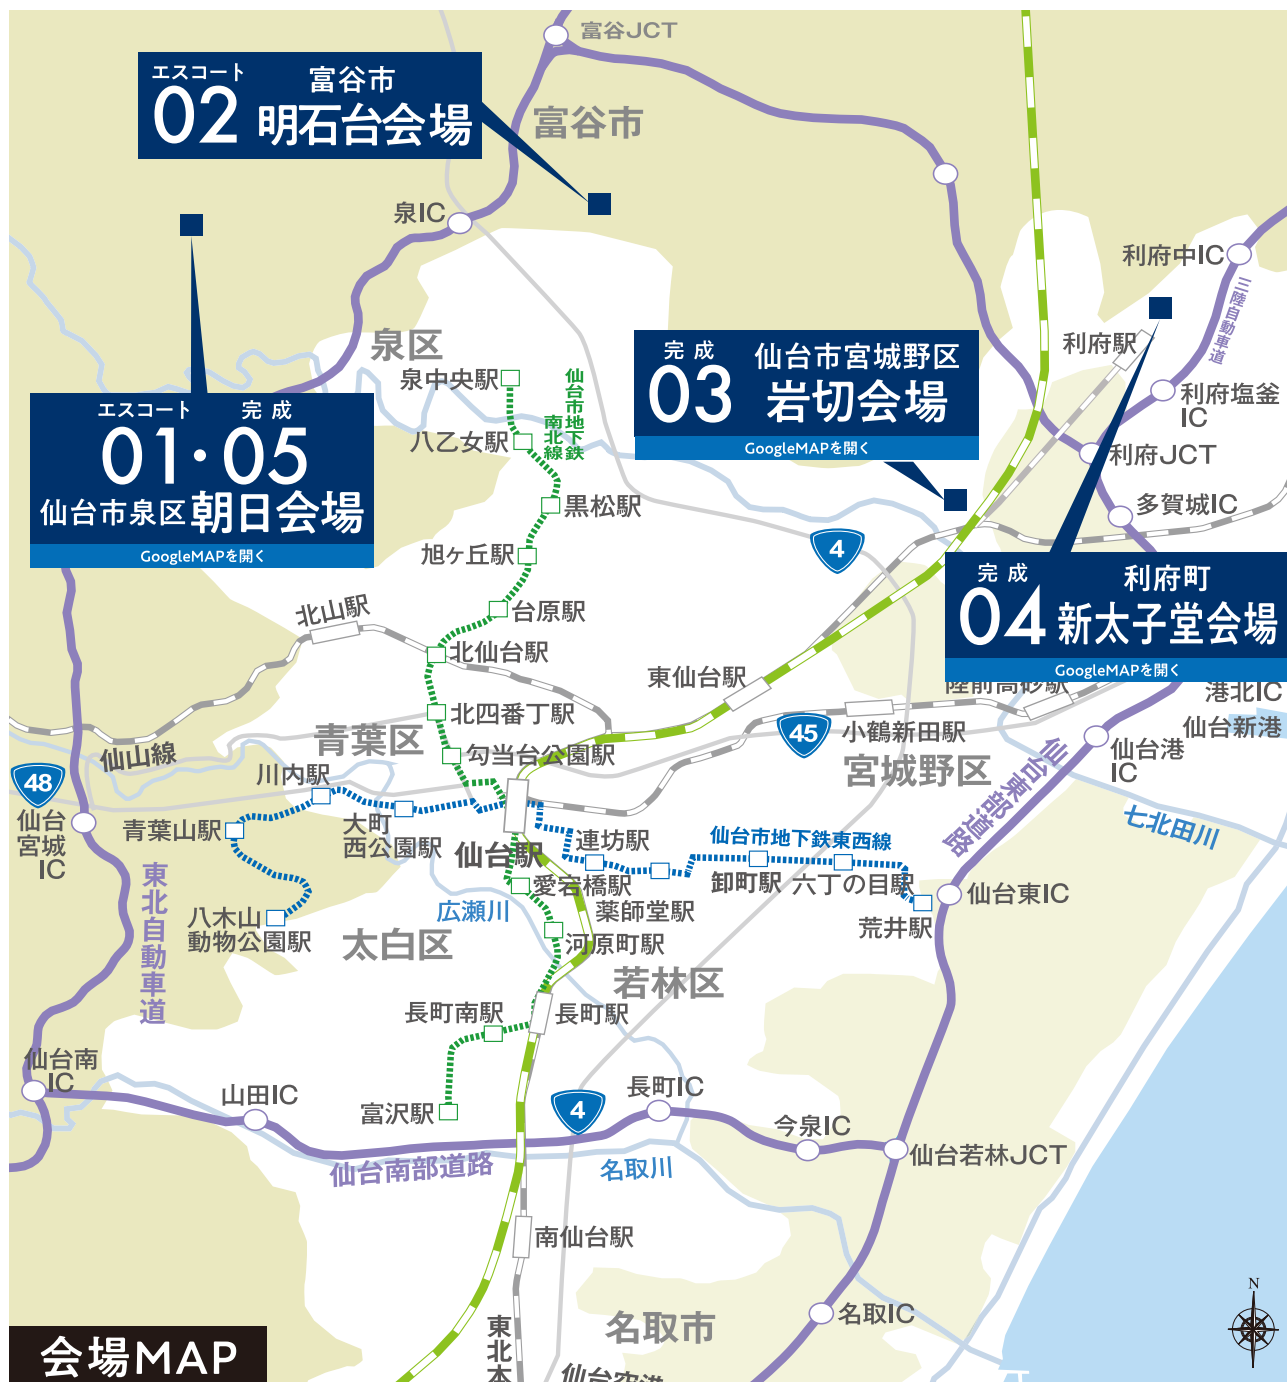 富谷JCT
エスコート
02
富谷市
明石台会場
富谷市
泉IC
利府中IC
三陸自動車道
利府駅
泉区
泉中央駅
仙台市地下鉄
南北線
完成
03
仙台市宮城野区
岩切会場
GoogleMAPを開く
利府塩釜
IC
エスコート 完成
01・05
仙台市泉区 朝日会場
GoogleMAPを開く
八乙女駅
利府JCT
黒松駅
多賀城IC
4
旭ヶ丘駅
完成
04
利府町
新太子堂会場
GoogleMAPを開く
北山駅
台原駅
北仙台駅
東仙台駅
陸前高砂駅
港北IC
北四番丁駅
青葉区
45
小鶴新田駅
仙台新港
仙山線
勾当台公園駅
仙台港
IC
宮城野区
48
川内駅
仙台東部道路
仙台
宮城
IC
青葉山駅
大町
西公園駅
七北田川
仙台駅
連坊駅
仙台市地下鉄東西線
卸町駅
六丁の目駅
愛宕橋駅
薬師堂駅
仙台東IC
荒井駅
東北自動車道
八木山
動物公園駅
広瀬川
太白区
河原町駅
若林区
長町南駅
長町駅
仙台南
IC
山田IC
富沢駅
4
長町IC
今泉IC
仙台若林JCT
仙台南部道路
名取川
南仙台駅
名取IC
名取市
東北本
仙台空港
N
会場MAP